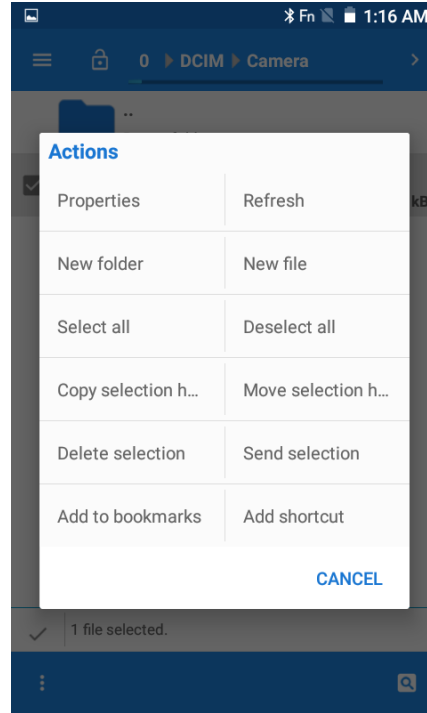 Fn 1:16 AM
0 DCIM Camera
..
Actions
kB
Properties Refresh
New folder New file
Select all Deselect all
Copy selection h... Move selection h...
Delete selection Send selection
Add to bookmarks Add shortcut
CANCEL
1 file selected.